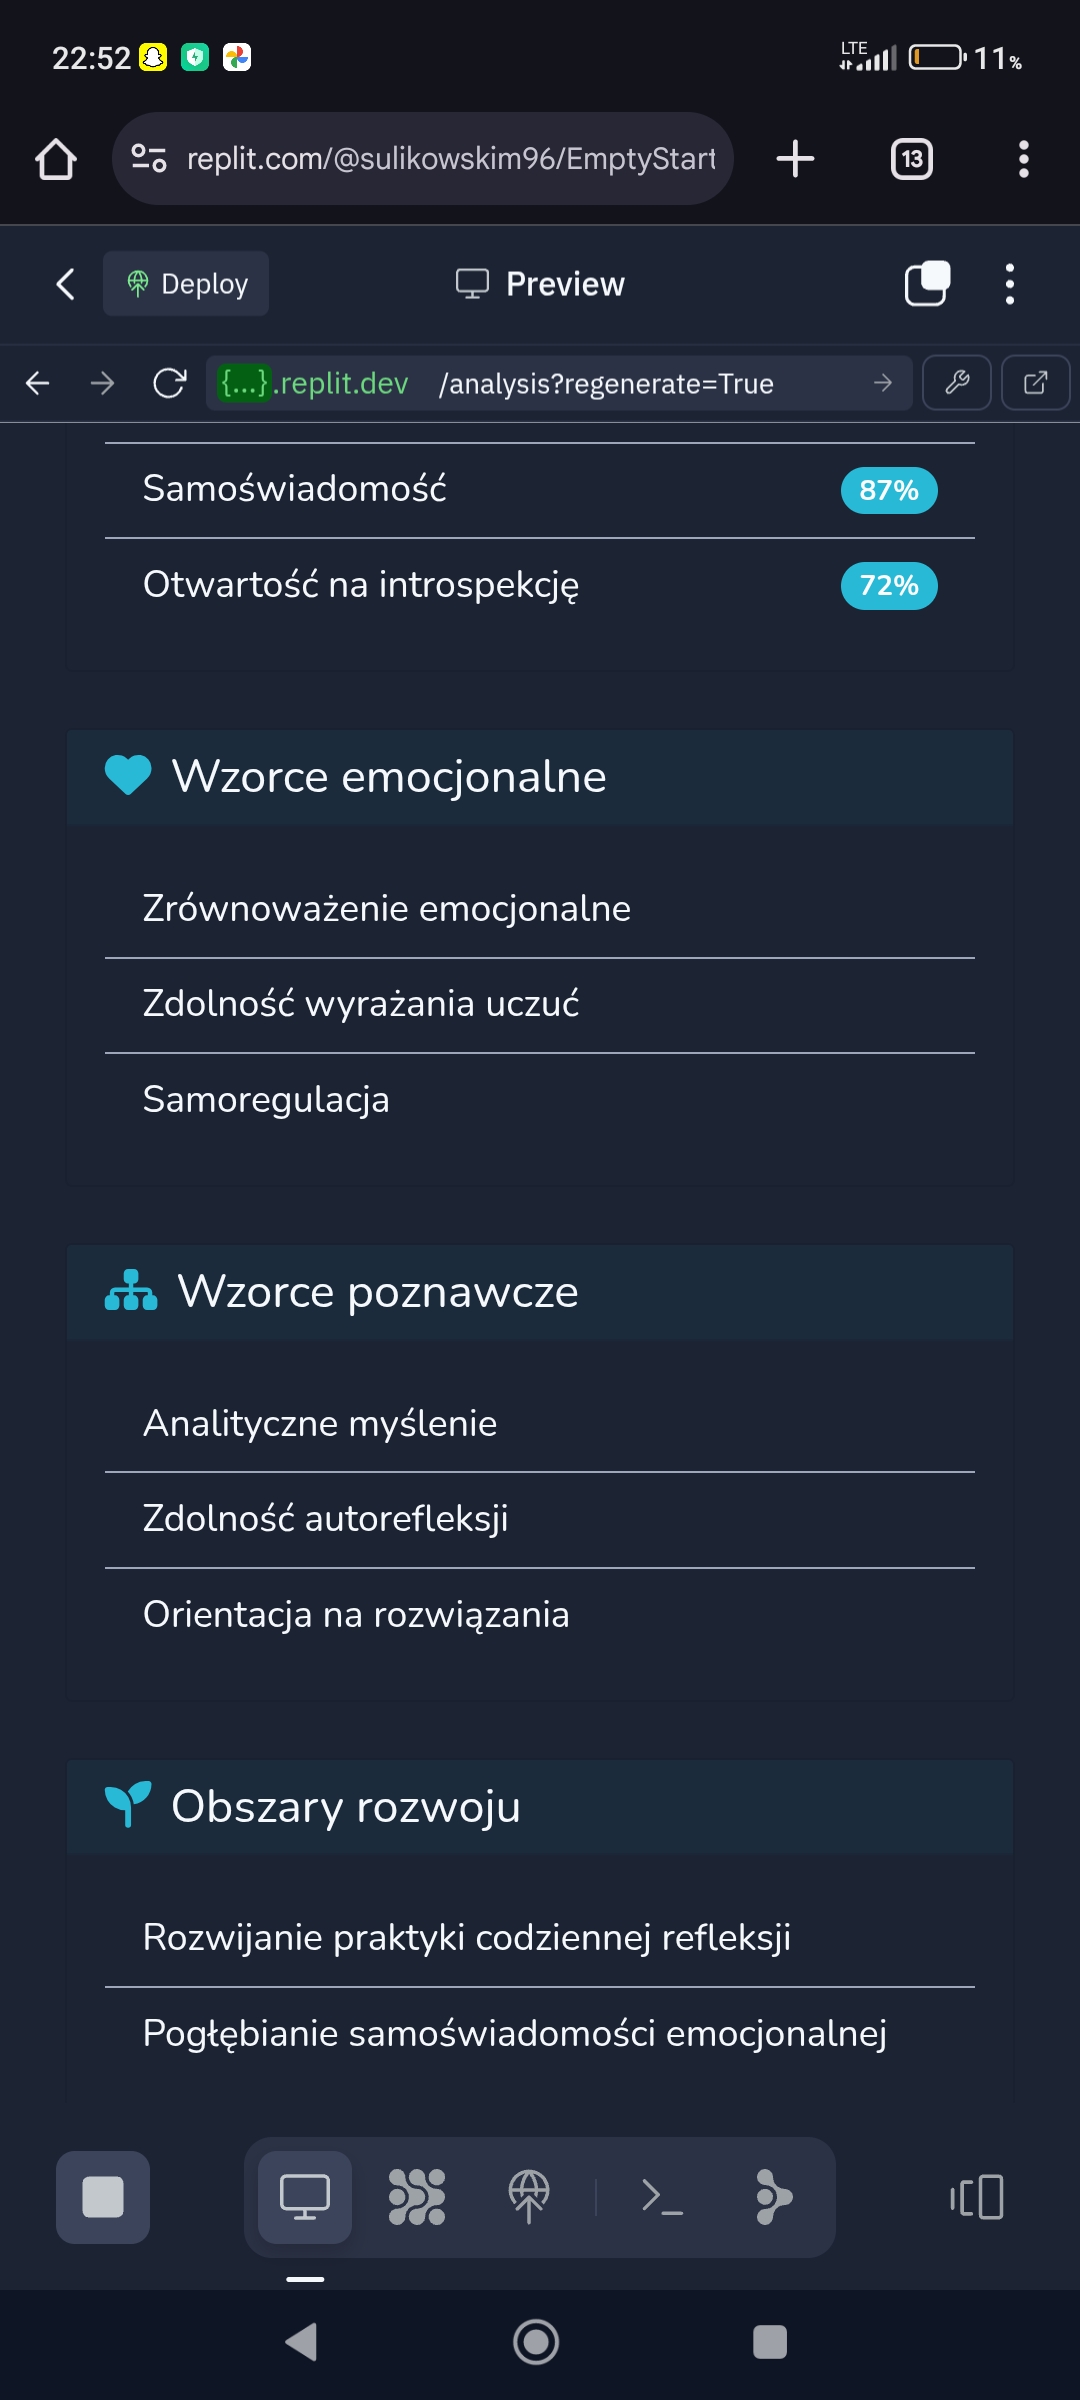 22:52
LTE
11%
replit.com/@sulikowskim96/EmptyStart
13
Deploy
Preview
{...}.replit.dev /analysis?regenerate=True
Samoświadomość 87%
Otwartość na introspekcję 72%
Wzorce emocjonalne
Zrównoważenie emocjonalne
Zdolność wyrażania uczuć
Samoregulacja
Wzorce poznawcze
Analityczne myślenie
Zdolność autorefleksji
Orientacja na rozwiązania
Obszary rozwoju
Rozwijanie praktyki codziennej refleksji
Pogłębianie samoświadomości emocjonalnej